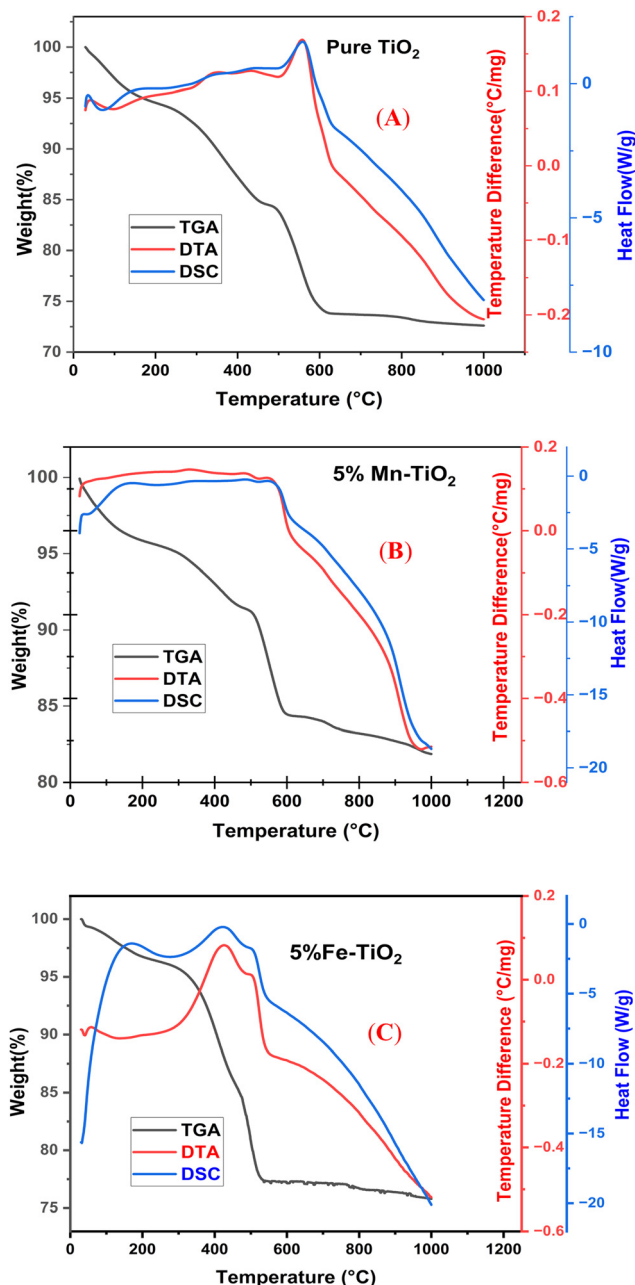 Pure TiO₂
(A)
100
95
90
85
80
75
70
Weight(%)
TGA
DTA
DSC
0
200
400
600
800
1000
Temperature (°C)
0.2
0.1
0.0
−0.1
−0.2
Temperature Difference(°C/mg)
0
−5
−10
Heat Flow(W/g)
5% Mn-TiO₂
(B)
100
95
90
85
80
Weight(%)
TGA
DTA
DSC
0
200
400
600
800
1000
1200
Temperature (°C)
0.2
0.0
−0.2
−0.4
−0.6
Temperature Difference(°C/mg)
0
−5
−10
−15
−20
Heat Flow(W/g)
5%Fe-TiO₂
(C)
100
95
90
85
80
75
Weight(%)
TGA
DTA
DSC
0
200
400
600
800
1000
Temperature (°C)
0.2
0.0
−0.2
−0.4
−0.6
Temperature Difference (°C/mg)
0
−5
−10
−15
−20
Heat Flow (W/g)